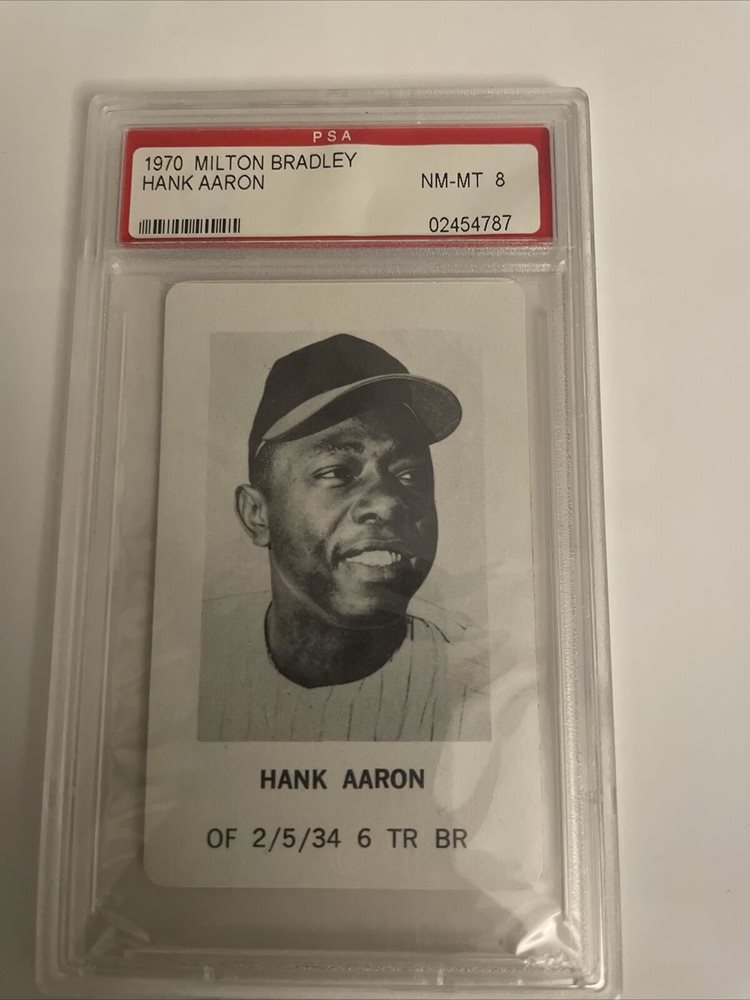 PSA
1970 MILTON BRADLEY
HANK AARON NM-MT 8
02454787
HANK AARON
OF 2/5/34 6 TR BR